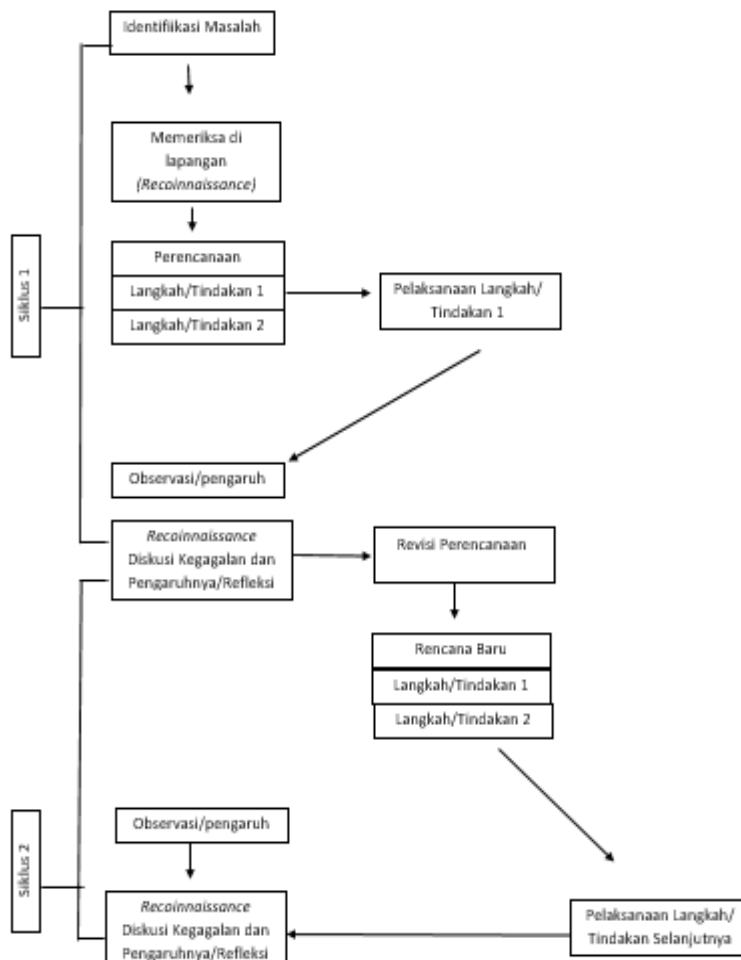 Identifiikasi Masalah
Memeriksa di
lapangan
(Recoinnaissance)
Siklus 1
Perencanaan
Langkah/Tindakan 1
Langkah/Tindakan 2
Pelaksanaan Langkah/
Tindakan 1
Observasi/pengaruh
Recoinnaissance
Diskusi Kegagalan dan
Pengaruhnya/Refleksi
Revisi Perencanaan
Rencana Baru
Langkah/Tindakan 1
Langkah/Tindakan 2
Siklus 2
Observasi/pengaruh
Recoinnaissance
Diskusi Kegagalan dan
Pengaruhnya/Refleksi
Pelaksanaan Langkah/
Tindakan Selanjutnya